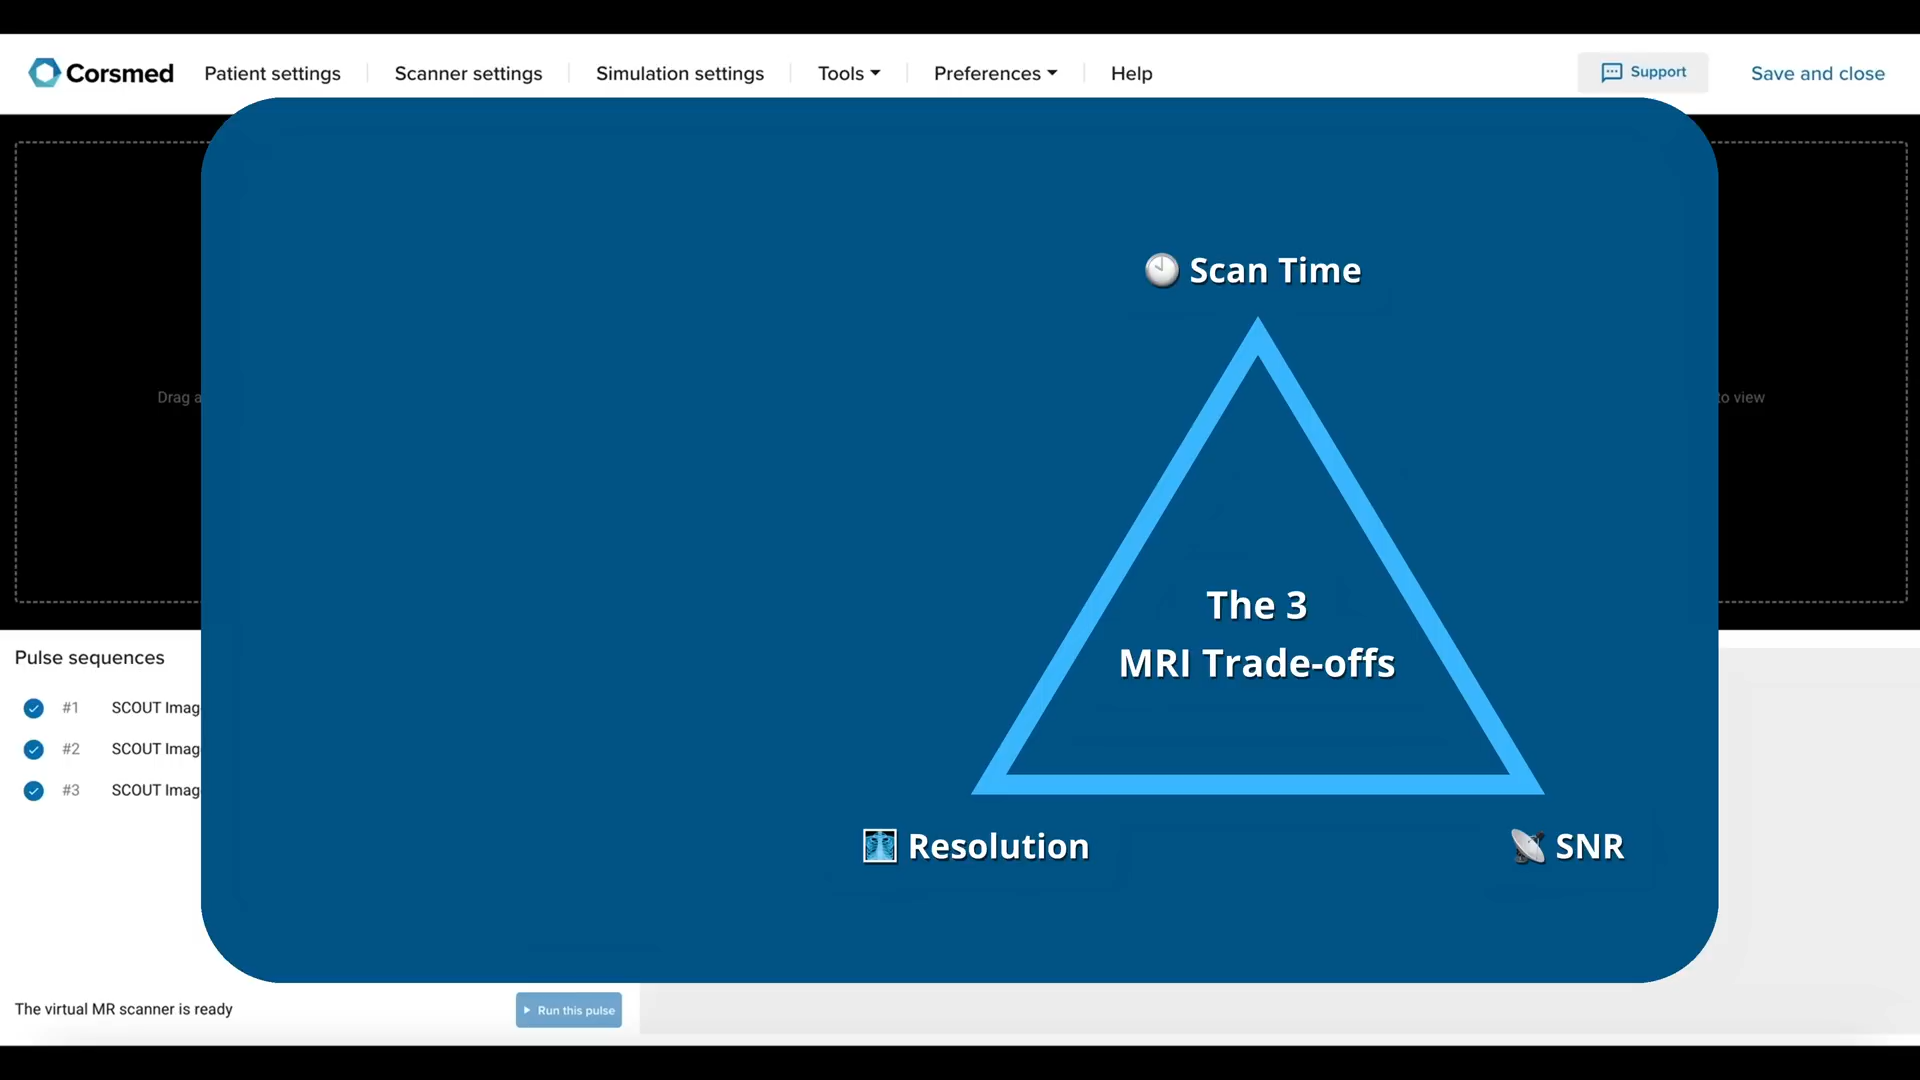 Corsmed
Patient settings
Scanner settings
Simulation settings
Tools
Preferences
Help
Support
Save and close
Scan Time
Drag a
to view
The 3
MRI Trade-offs
Pulse sequences
#1 SCOUT Imag
#2 SCOUT Imag
#3 SCOUT Imag
Resolution
SNR
The virtual MR scanner is ready
Run this pulse